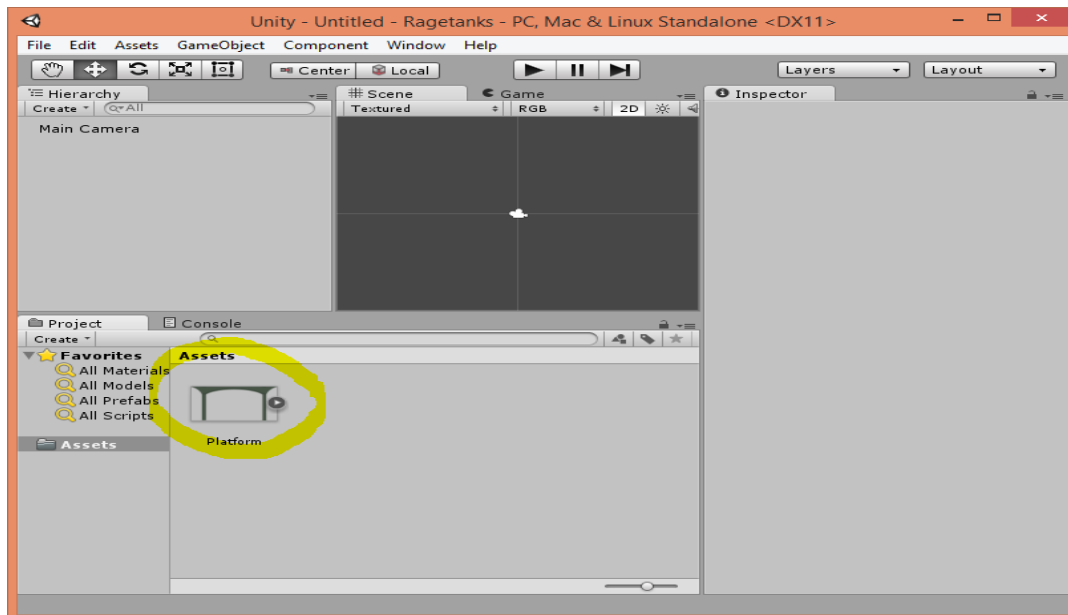 Unity - Untitled - Ragetanks - PC, Mac & Linux Standalone <DX11>
File Edit Assets GameObject Component Window Help
Center Local Layers Layout
Hierarchy
Create All
Main Camera
Scene Game
Textured RGB 2D
Inspector
Project Console
Create
Favorites
All Materials
All Models
All Prefabs
All Scripts
Assets
Assets
Platform